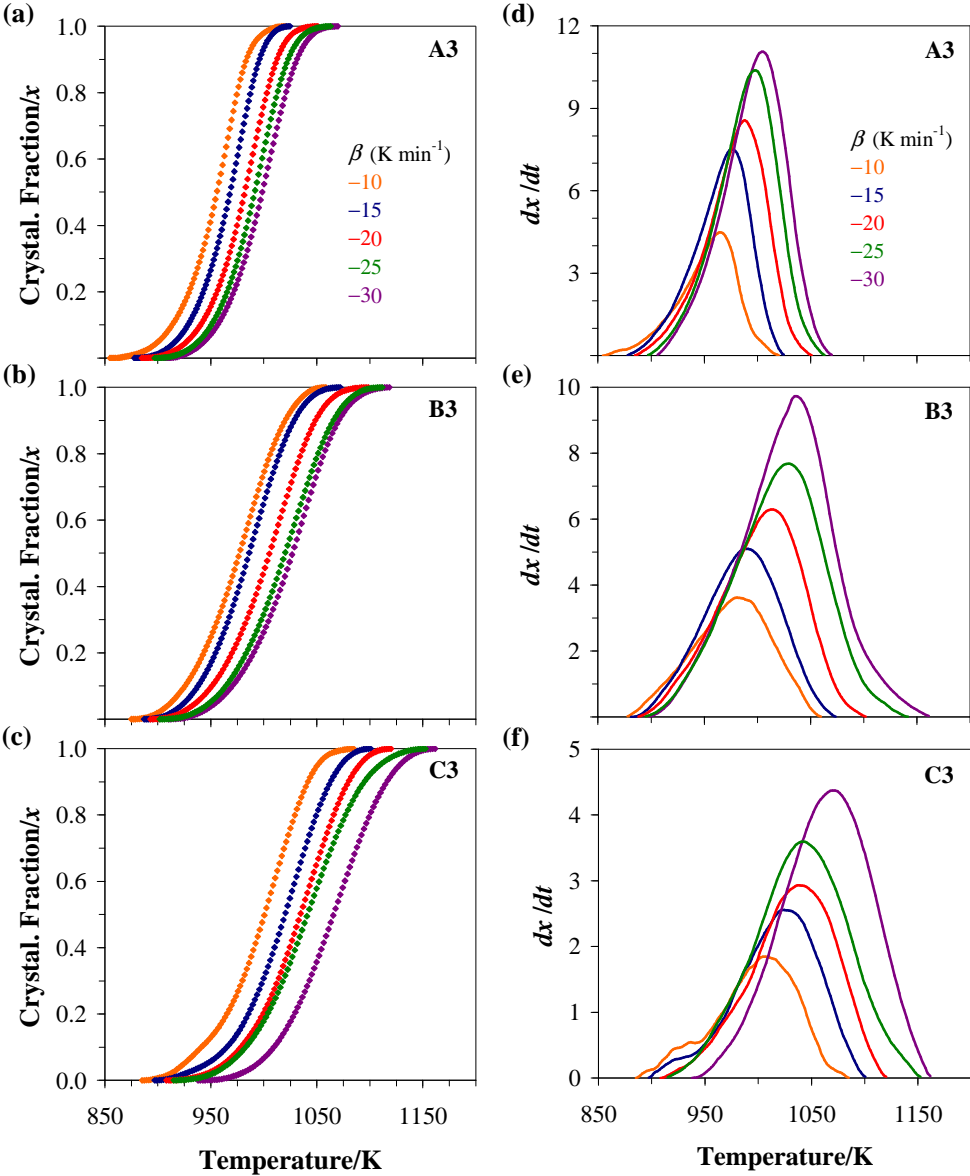 (a)
A3
Crystal. Fraction/x
1.0
0.8
0.6
0.4
0.2
β (K min⁻¹)
−10
−15
−20
−25
−30
(d)
A3
dx/dt
12
9
6
3
0
β (K min⁻¹)
−10
−15
−20
−25
−30
(b)
B3
Crystal. Fraction/x
1.0
0.8
0.6
0.4
0.2
(e)
B3
dx/dt
10
8
6
4
2
0
(c)
C3
Crystal. Fraction/x
1.0
0.8
0.6
0.4
0.2
0.0
850 950 1050 1150
Temperature/K
(f)
C3
dx/dt
5
4
3
2
1
0
850 950 1050 1150
Temperature/K